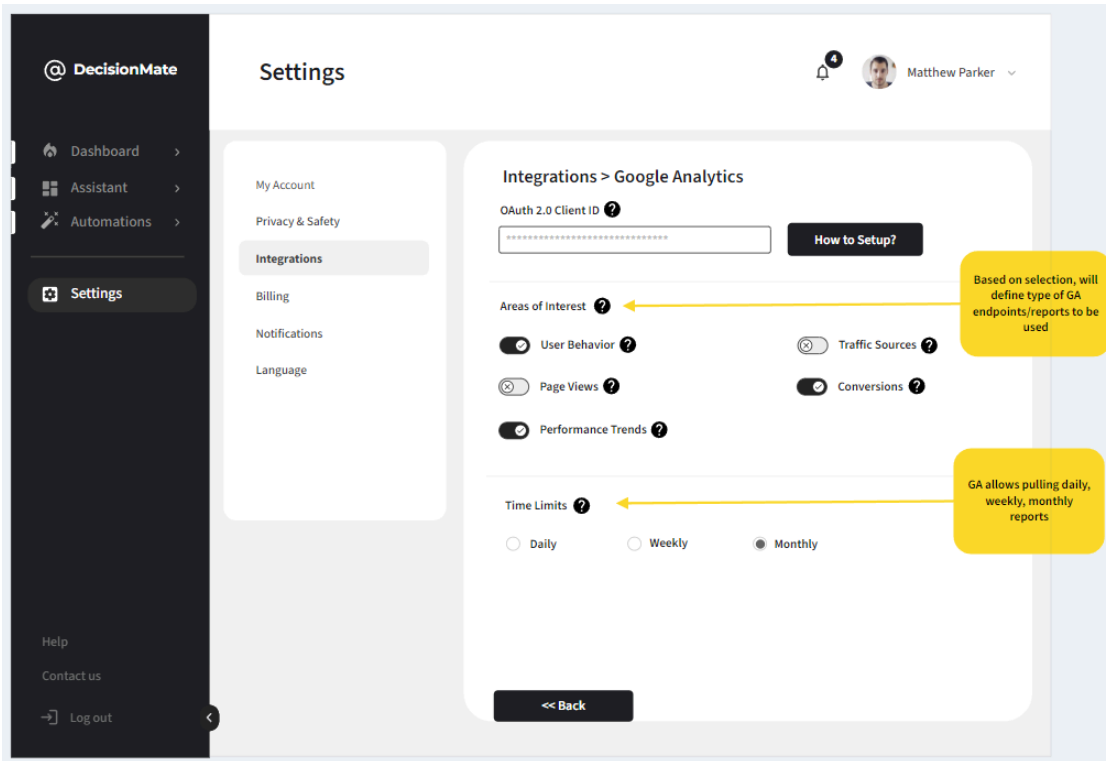 @ DecisionMate
Settings
4
Matthew Parker
Dashboard
Assistant
Automations
Settings
Help
Contact us
Log out
My Account
Privacy & Safety
Integrations
Billing
Notifications
Language
Integrations > Google Analytics
OAuth 2.0 Client ID ?
******************************
How to Setup?
Areas of Interest ?
User Behavior ?
Traffic Sources ?
Page Views ?
Conversions ?
Performance Trends ?
Time Limits ?
Daily
Weekly
Monthly
<< Back
Based on selection, will
define type of GA
endpoints/reports to be
used
GA allows pulling daily,
weekly, monthly
reports